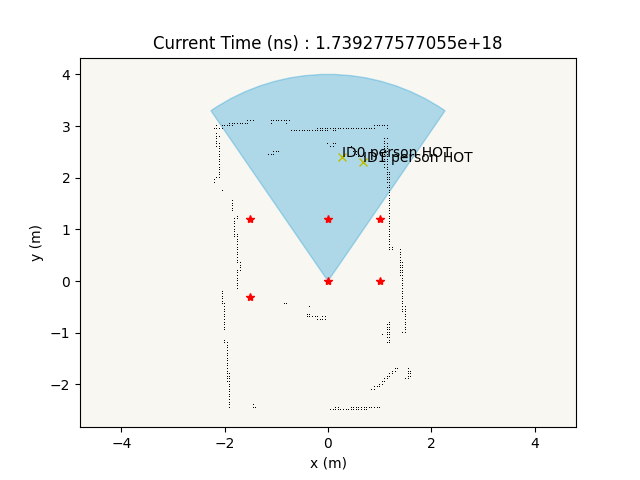 Current Time (ns) : 1.739277577055e+18
4
3
2
1
0
−1
−2
y (m)
ID0 person HOT
ID1 person HOT
−4
−2
0
2
4
x (m)